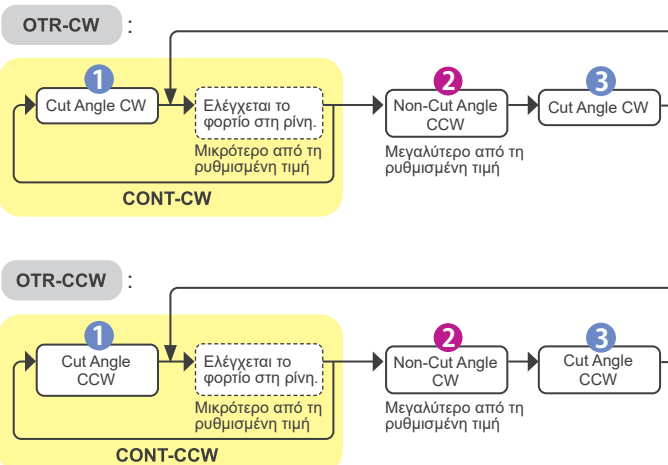 OTR-CW :
1
Cut Angle CW
Ελέγχεται το
φορτίο στη ρίνη.
Μικρότερο από τη
ρυθμισμένη τιμή
CONT-CW
2
Non-Cut Angle
CCW
Μεγαλύτερο από τη
ρυθμισμένη τιμή
3
Cut Angle CW
OTR-CCW :
1
Cut Angle
CCW
Ελέγχεται το
φορτίο στη ρίνη.
Μικρότερο από τη
ρυθμισμένη τιμή
CONT-CCW
2
Non-Cut Angle
CW
Μεγαλύτερο από τη
ρυθμισμένη τιμή
3
Cut Angle
CCW